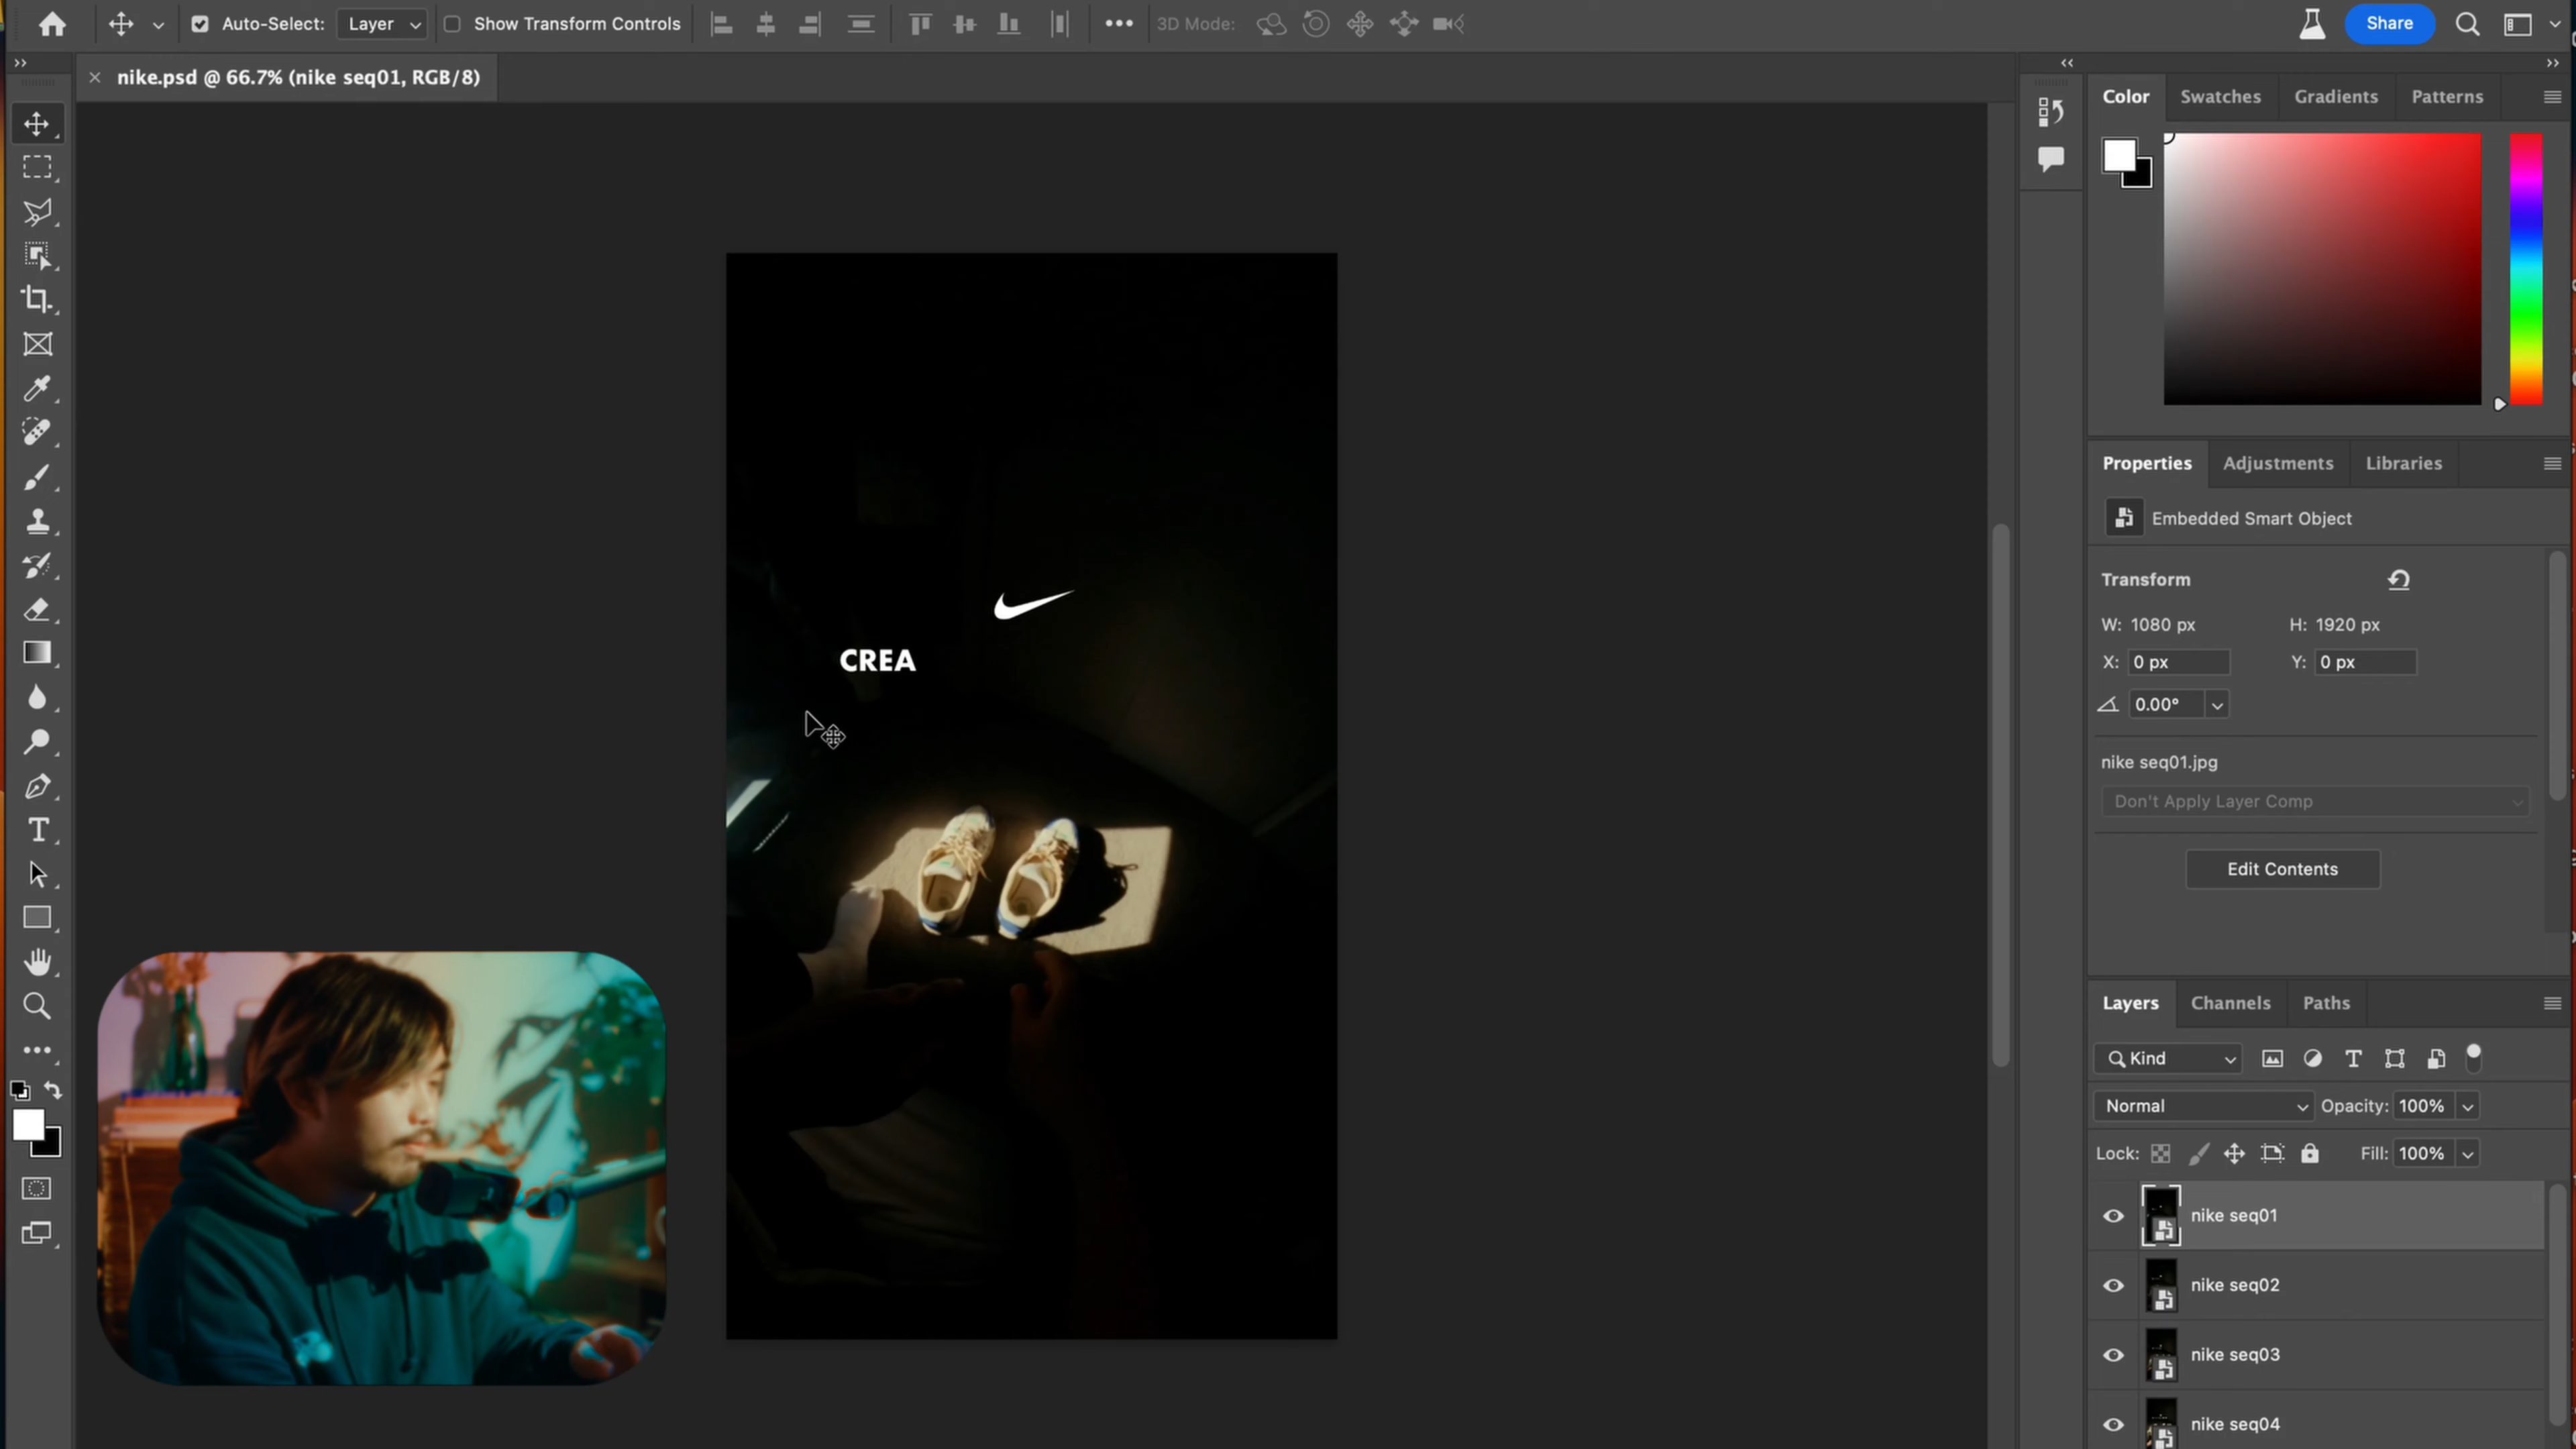 Auto-Select: Layer Show Transform Controls 3D Mode: Share
nike.psd @ 66.7% (nike seq01, RGB/8)
Color Swatches Gradients Patterns
Properties Adjustments Libraries
Embedded Smart Object
Transform
W: 1080 px H: 1920 px
X: 0 px Y: 0 px
0.00°
nike seq01.jpg
Don't Apply Layer Comp
Edit Contents
CREA
Layers Channels Paths
Kind
Normal Opacity: 100%
Lock: Fill: 100%
nike seq01
nike seq02
nike seq03
nike seq04